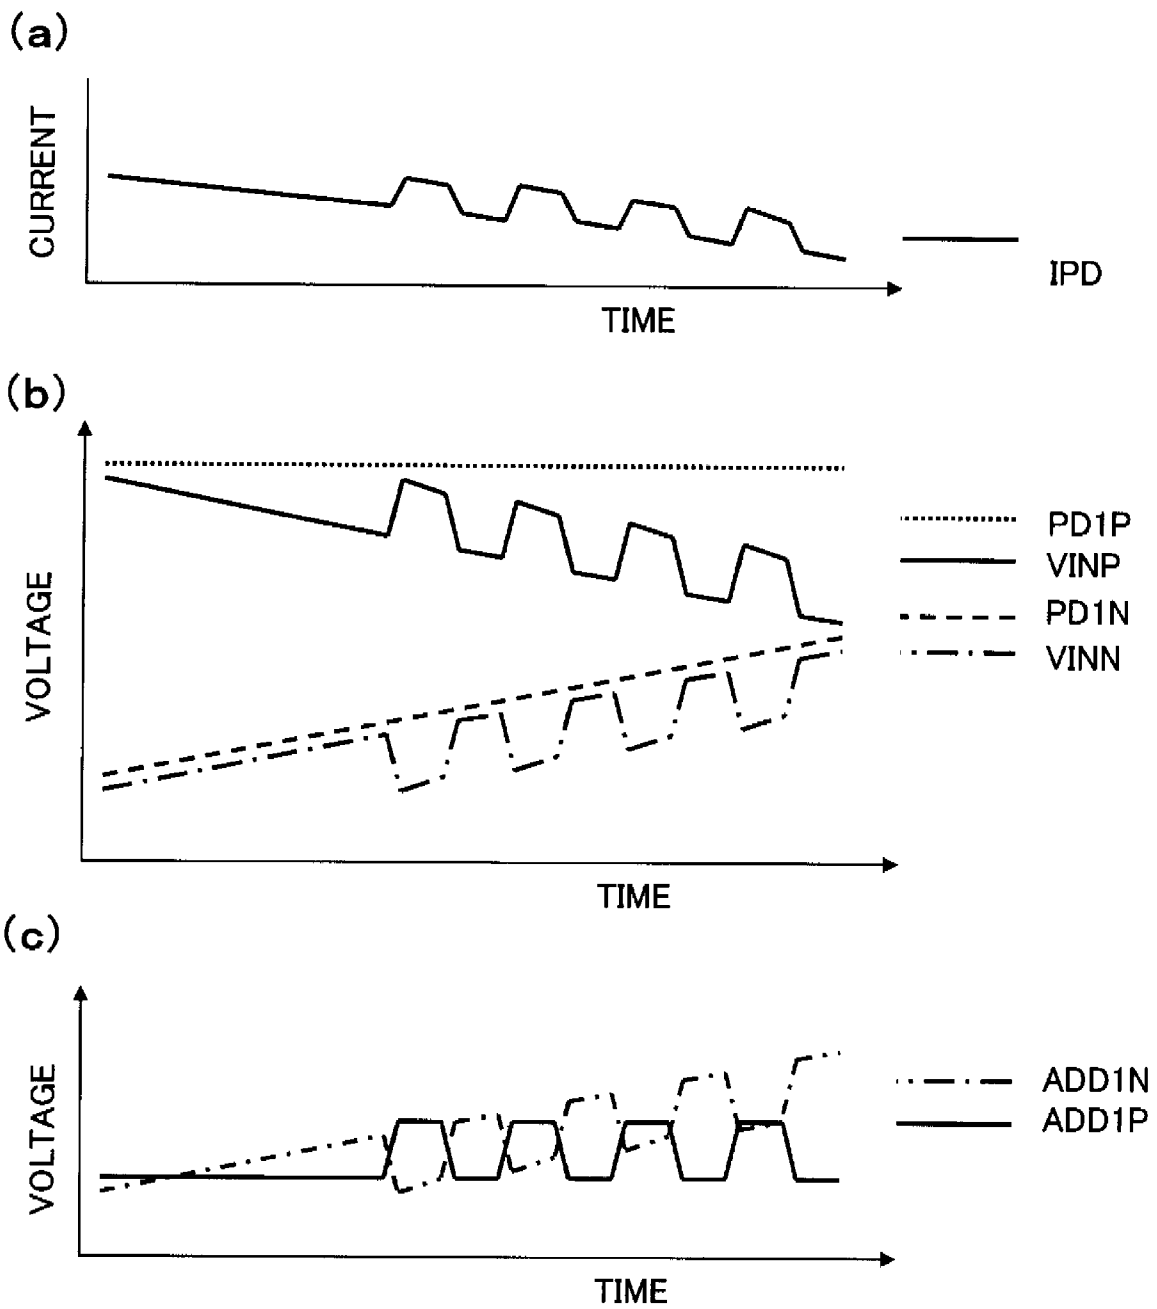 (a)
CURRENT
IPD
TIME
(b)
VOLTAGE
PD1P
VINP
PD1N
VINN
TIME
(c)
VOLTAGE
ADD1N
ADD1P
TIME